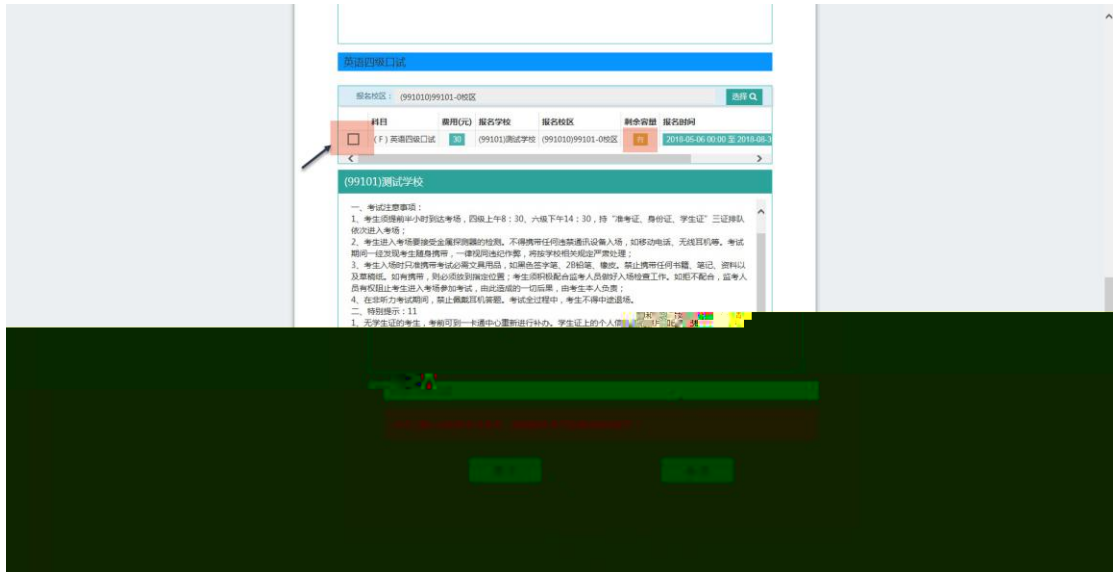 英语四级口试
报名校区： (991010)99101-0校区 选择
科目 费用(元) 报名学校 报名校区 剩余容量 报名时间
(F) 英语四级口试 30 (99101)测试学校 (991010)99101-0校区 有 2018-05-06 00:00 至 2018-08-3
(99101)测试学校
一、考试注意事项：
1、考生须提前半小时到达考场，四级上午8：30、六级下午14：30，持“准考证、身份证、学生证”三证排队
依次进入考场；
2、考生进入考场要接受金属探测器的检测。不得携带任何违禁通讯设备入场，如移动电话、无线耳机等。考试
期间一经发现考生随身携带，一律视同违纪作弊，将按学校相关规定严肃处理；
3、考生入场时只准携带考试必需文具用品，如黑色签字笔、2B铅笔、橡皮。禁止携带任何书籍、笔记、资料以
及草稿纸。如有携带，则必须放到指定位置；考生须积极配合监考人员做好入场检查工作。如拒不配合，监考人
员有权阻止考生进入考场参加考试，由此造成的一切后果，由考生本人负责；
4、在非听力考试期间，禁止佩戴耳机答题。考试全过程中，考生不得中途退场。
二、特别提示：11
1、无学生证的考生，考前可到一卡通中心重新进行补办。学生证上的个人信